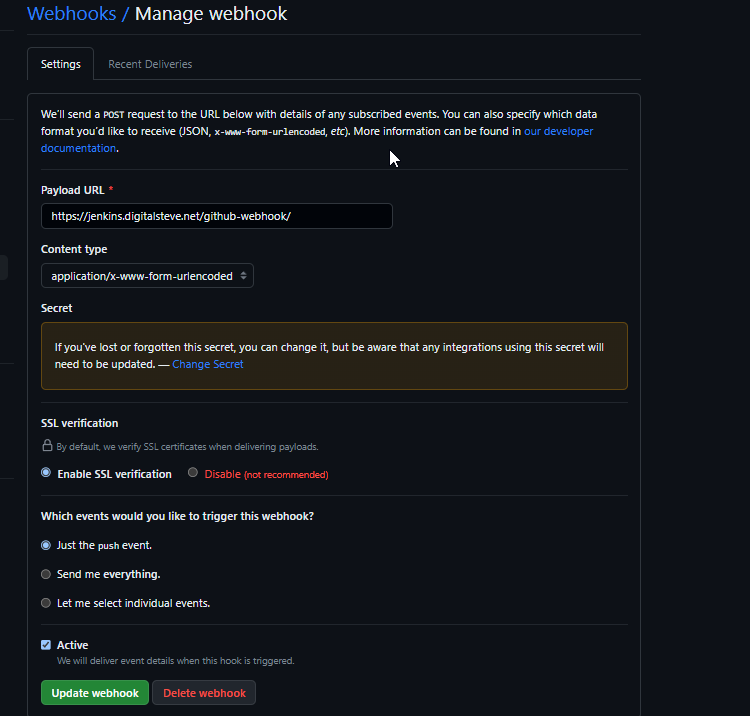 Webhooks / Manage webhook
Settings
Recent Deliveries
We'll send a POST request to the URL below with details of any subscribed events. You can also specify which data
format you'd like to receive (JSON, x-www-form-urlencoded, etc). More information can be found in our developer
documentation.
Payload URL *
https://jenkins.digitalsteve.net/github-webhook/
Content type
application/x-www-form-urlencoded
Secret
If you've lost or forgotten this secret, you can change it, but be aware that any integrations using this secret will
need to be updated. — Change Secret
SSL verification
By default, we verify SSL certificates when delivering payloads.
Enable SSL verification
Disable (not recommended)
Which events would you like to trigger this webhook?
Just the push event.
Send me everything.
Let me select individual events.
Active
We will deliver event details when this hook is triggered.
Update webhook
Delete webhook